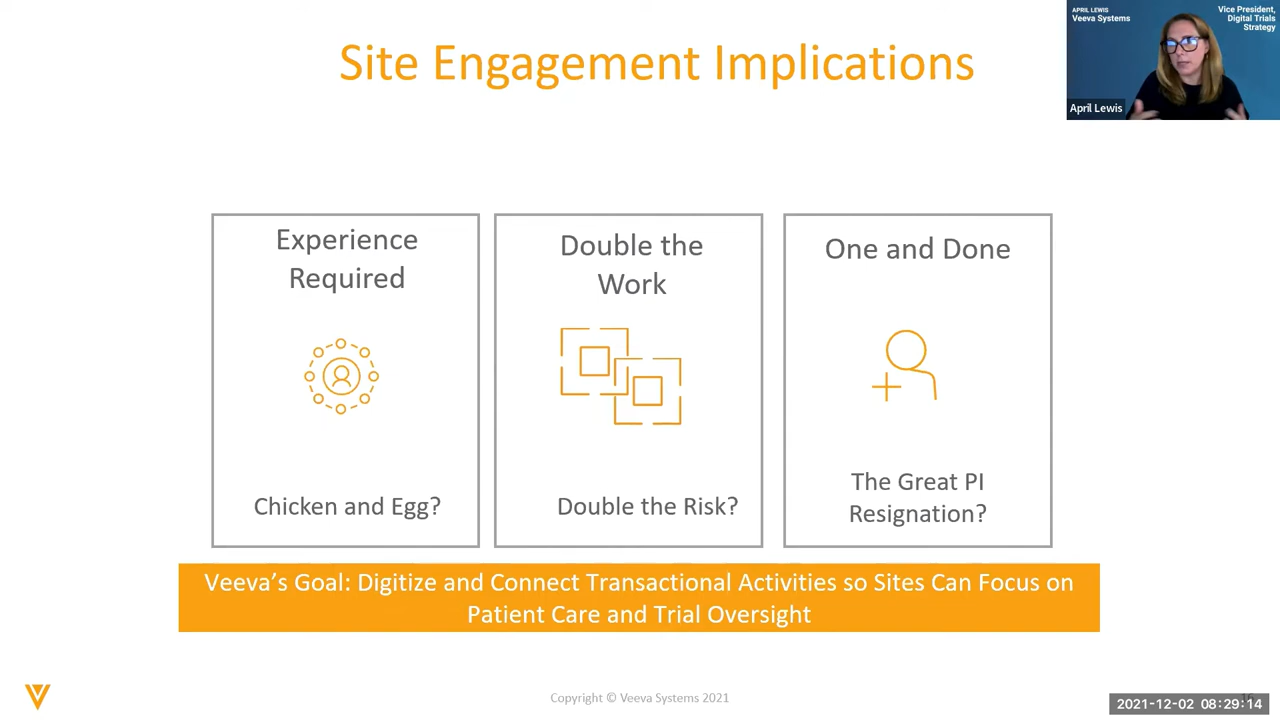 Site Engagement Implications
APRIL LEWIS
Veeva Systems
Vice President,
Digital Trials
Strategy
April Lewis
Experience
Required
Chicken and Egg?
Double the
Work
Double the Risk?
One and Done
The Great PI
Resignation?
Veeva's Goal: Digitize and Connect Transactional Activities so Sites Can Focus on
Patient Care and Trial Oversight
Copyright © Veeva Systems 2021
2021-12-02 08:29:14